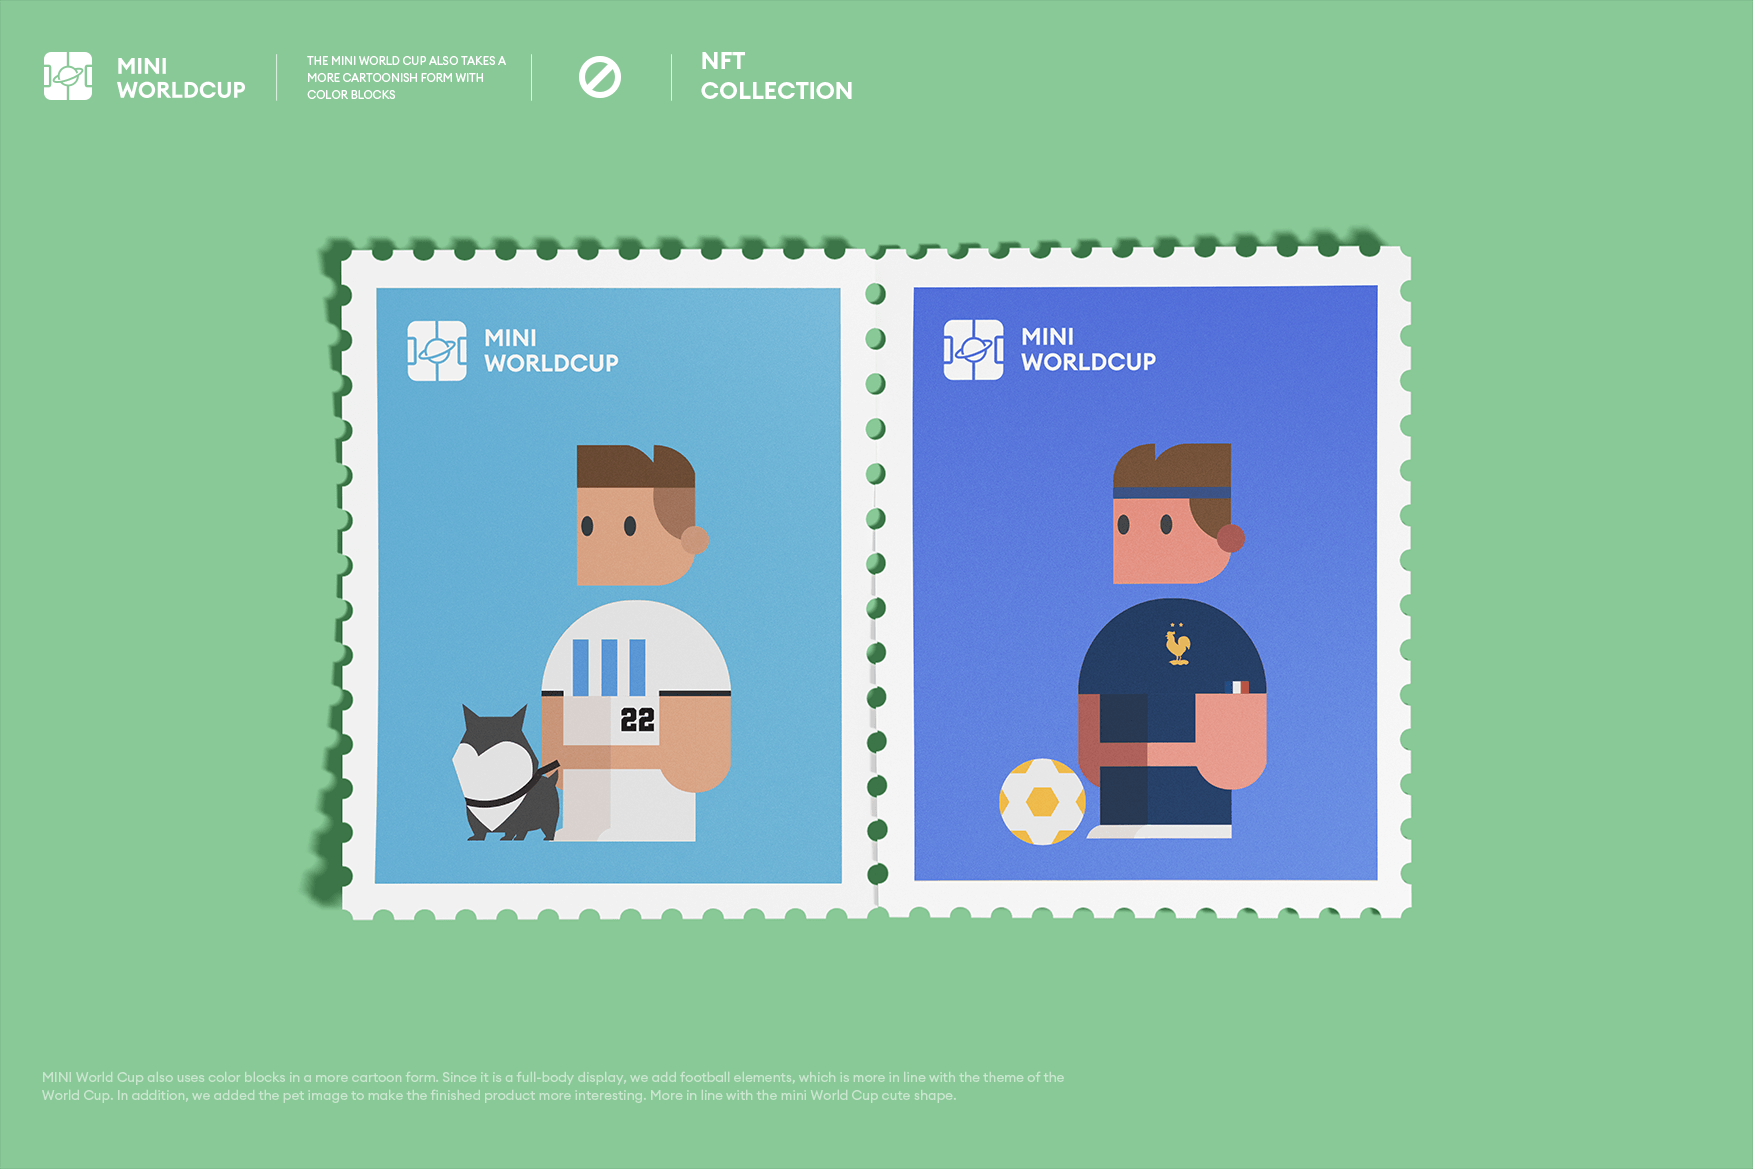 MINI
WORLDCUP
THE MINI WORLD CUP ALSO TAKES A
MORE CARTOONISH FORM WITH
COLOR BLOCKS
NFT
COLLECTION
MINI
WORLDCUP
22
MINI
WORLDCUP
MINI World Cup also uses color blocks in a more cartoon form. Since it is a full-body display, we add football elements, which is more in line with the theme of the
World Cup. In addition, we added the pet image to make the finished product more interesting. More in line with the mini World Cup cute shape.